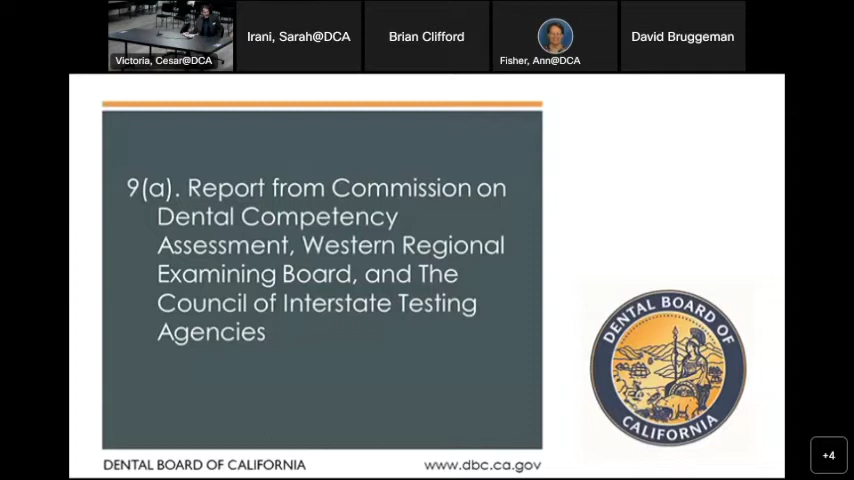 Victoria, Cesar@DCA
Irani, Sarah@DCA
Brian Clifford
Fisher, Ann@DCA
David Bruggeman
9(a). Report from Commission on
Dental Competency
Assessment, Western Regional
Examining Board, and The
Council of Interstate Testing
Agencies
DENTAL BOARD OF
CALIFORNIA
DENTAL BOARD OF CALIFORNIA
www.dbc.ca.gov
+4